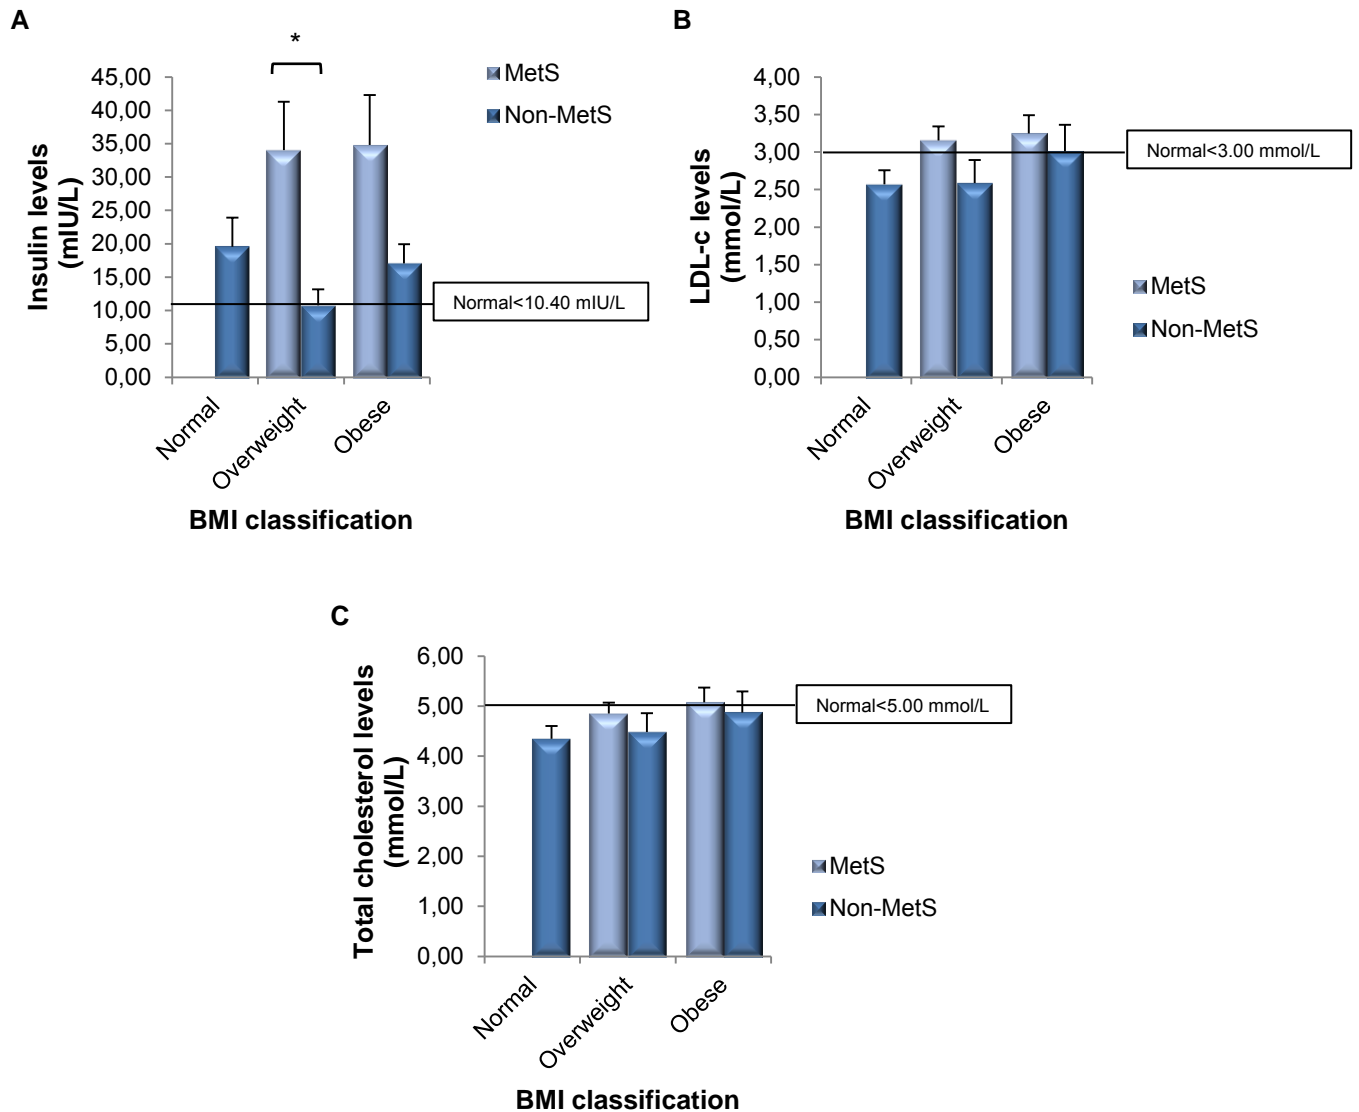 A
*
45,00
40,00
35,00
30,00
25,00
20,00
15,00
10,00
5,00
0,00
Insulin levels
(mIU/L)
MetS
Non-MetS
Normal<10.40 mIU/L
Normal
Overweight
Obese
BMI classification
B
4,00
3,50
3,00
2,50
2,00
1,50
1,00
0,50
0,00
LDL-c levels
(mmol/L)
Normal<3.00 mmol/L
MetS
Non-MetS
Normal
Overweight
Obese
BMI classification
C
6,00
5,00
4,00
3,00
2,00
1,00
0,00
Total cholesterol levels
(mmol/L)
Normal<5.00 mmol/L
MetS
Non-MetS
Normal
Overweight
Obese
BMI classification